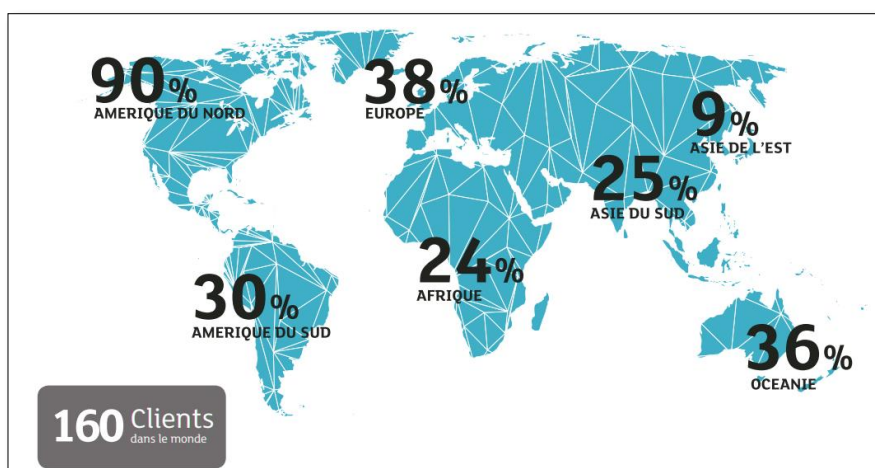 90%
AMERIQUE DU NORD
38%
EUROPE
9%
ASIE DE L'EST
25%
ASIE DU SUD
24%
AFRIQUE
30%
AMERIQUE DU SUD
36%
OCEANIE
160 Clients
dans le monde